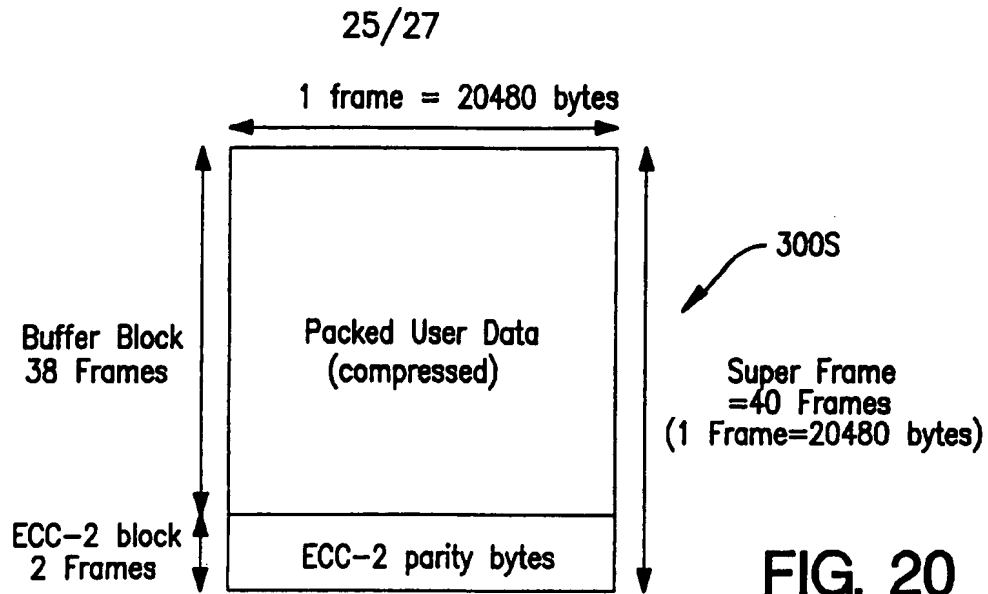 25/27
1 frame = 20480 bytes
300S
Buffer Block
38 Frames
Packed User Data
(compressed)
Super Frame
=40 Frames
(1 Frame=20480 bytes)
ECC-2 block
2 Frames
ECC-2 parity bytes
FIG. 20